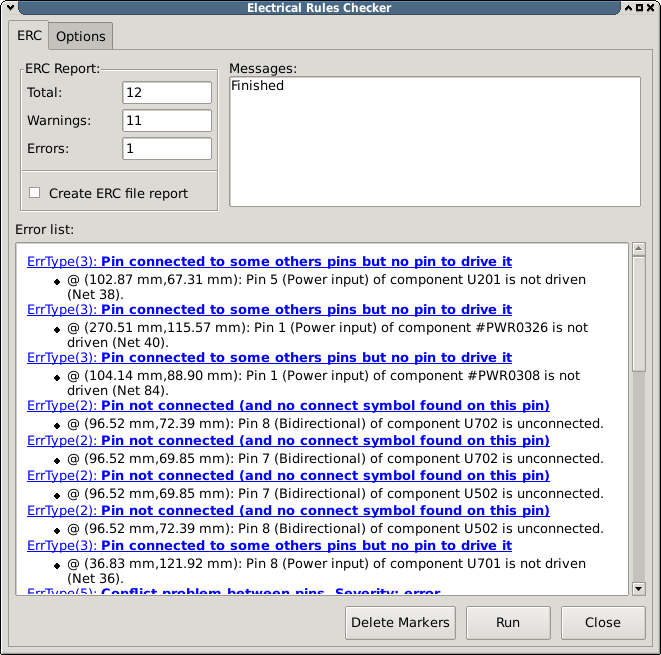 Electrical Rules Checker
ERC
Options
ERC Report:
Total:
12
Warnings:
11
Errors:
1
Create ERC file report
Messages:
Finished
Error list:
ErrType(3): Pin connected to some others pins but no pin to drive it
@ (102.87 mm,67.31 mm): Pin 5 (Power input) of component U201 is not driven
(Net 38).
ErrType(3): Pin connected to some others pins but no pin to drive it
@ (270.51 mm,115.57 mm): Pin 1 (Power input) of component #PWR0326 is not
driven (Net 40).
ErrType(3): Pin connected to some others pins but no pin to drive it
@ (104.14 mm,88.90 mm): Pin 1 (Power input) of component #PWR0308 is not
driven (Net 84).
ErrType(2): Pin not connected (and no connect symbol found on this pin)
@ (96.52 mm,72.39 mm): Pin 8 (Bidirectional) of component U702 is unconnected.
ErrType(2): Pin not connected (and no connect symbol found on this pin)
@ (96.52 mm,69.85 mm): Pin 7 (Bidirectional) of component U702 is unconnected.
ErrType(2): Pin not connected (and no connect symbol found on this pin)
@ (96.52 mm,69.85 mm): Pin 7 (Bidirectional) of component U502 is unconnected.
ErrType(2): Pin not connected (and no connect symbol found on this pin)
@ (96.52 mm,72.39 mm): Pin 8 (Bidirectional) of component U502 is unconnected.
ErrType(3): Pin connected to some others pins but no pin to drive it
@ (36.83 mm,121.92 mm): Pin 8 (Power input) of component U701 is not driven
(Net 36).
ErrType(5): Conflict problem between pins. Severity: error
Delete Markers
Run
Close